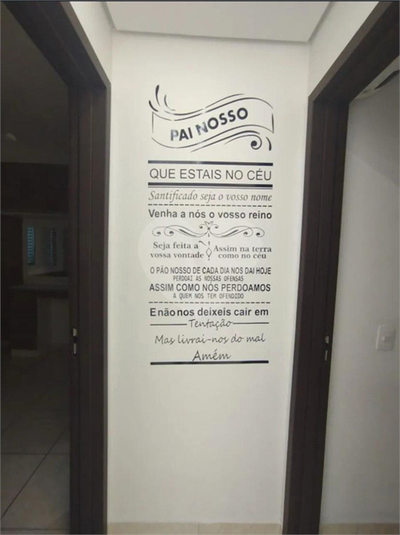 PAI NOSSO
QUE ESTAIS NO CÉU
Santificado seja o vosso nome
Venha a nós o vosso reino
Seja feita a
vossa vontade
Assim na terra
como no céu
O PÃO NOSSO DE CADA DIA NOS DAI HOJE
PERDOAI AS NOSSAS OFENSAS
ASSIM COMO NÓS PERDOAMOS
A QUEM NOS TEM OFENDIDO
E não nos deixeis cair em
Tentação
Mas livrai-nos do mal
Amém